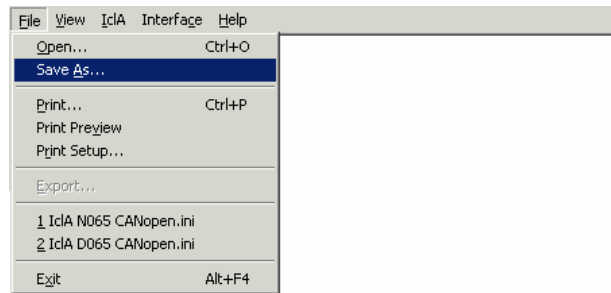 File View IclA Interface Help
Open... Ctrl+O
Save As...
Print... Ctrl+P
Print Preview
Print Setup...
Export...
1 IclA N065 CANopen.ini
2 IclA D065 CANopen.ini
Exit Alt+F4